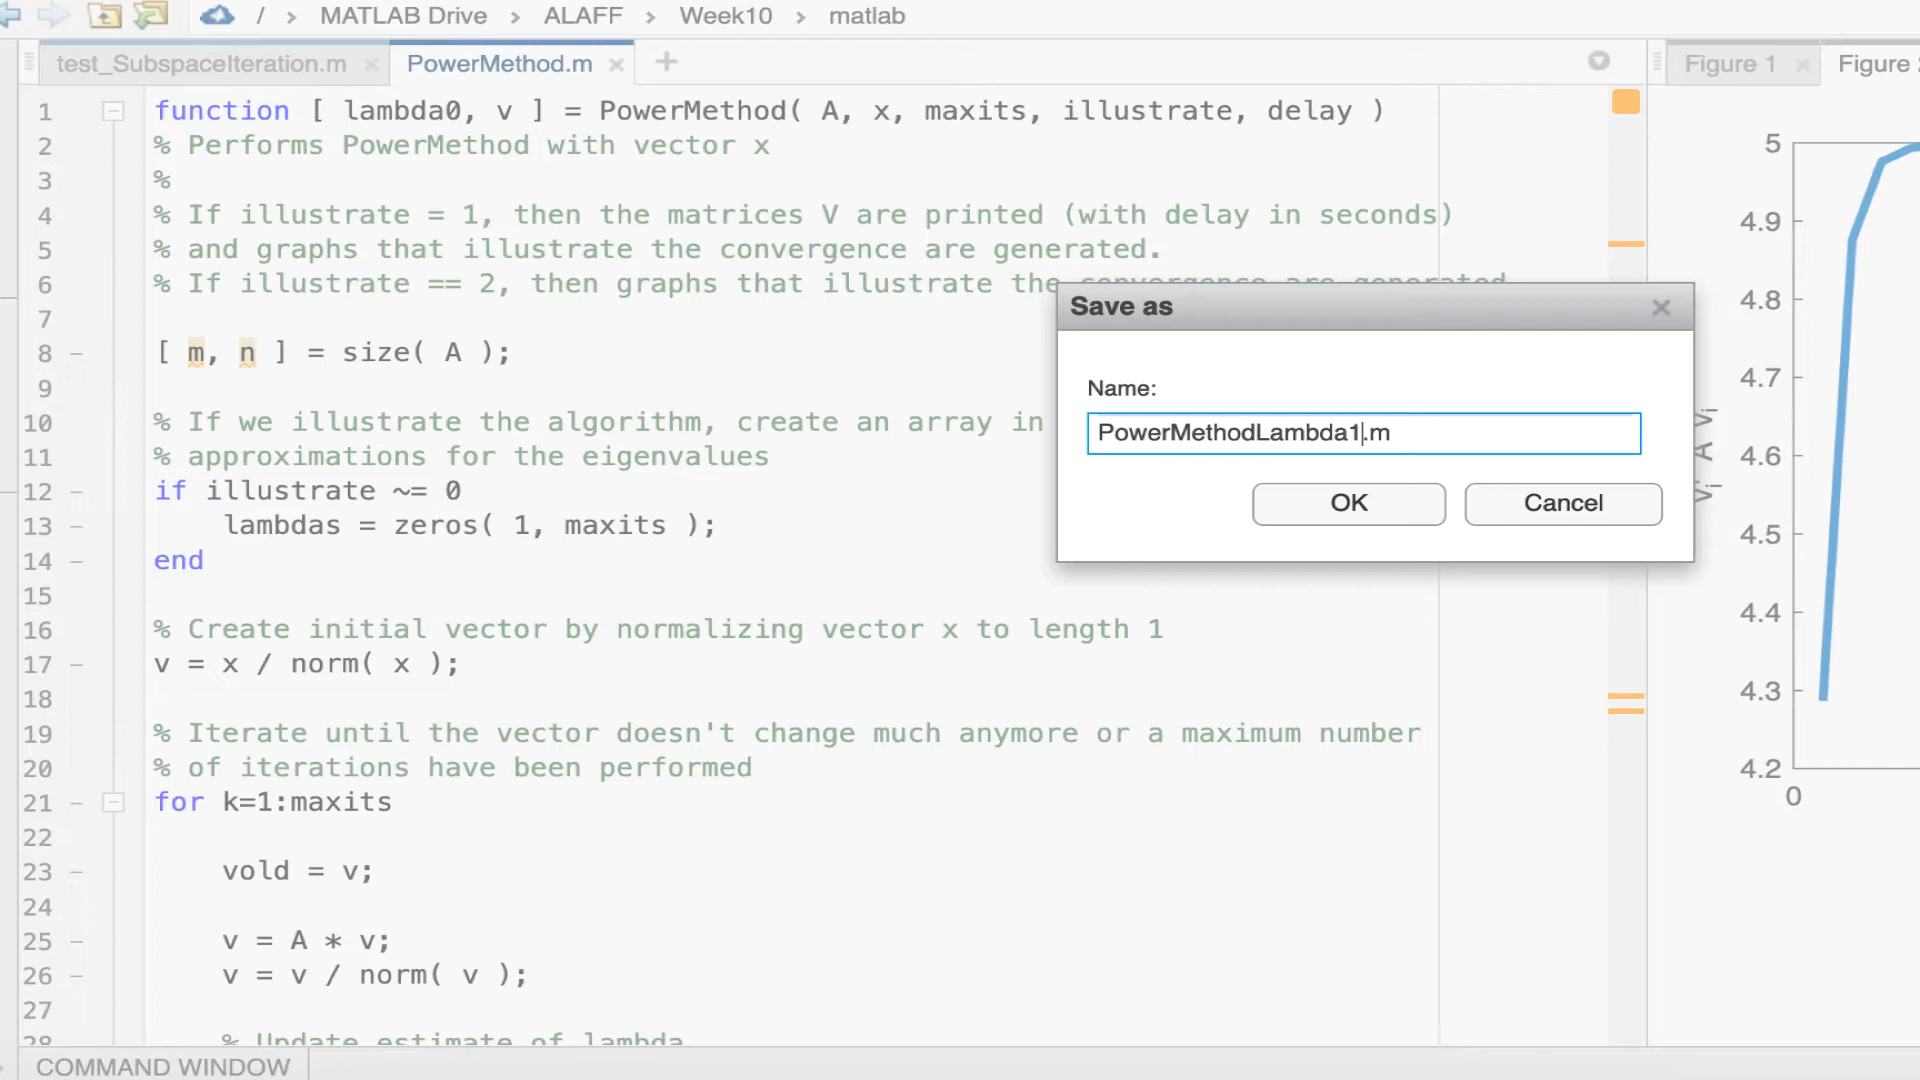 / > MATLAB Drive > ALAFF > Week10 > matlab
test_SubspaceIteration.m × PowerMethod.m × +
Figure 1 × Figure
1 function [ lambda0, v ] = PowerMethod( A, x, maxits, illustrate, delay )
2 % Performs PowerMethod with vector x
3 %
4 % If illustrate = 1, then the matrices V are printed (with delay in seconds)
5 % and graphs that illustrate the convergence are generated.
6 % If illustrate == 2, then graphs that illustrate the convergence are generated
7
8 [ m, n ] = size( A );
9
10 % If we illustrate the algorithm, create an array in
11 % approximations for the eigenvalues
12 if illustrate ~= 0
13 lambdas = zeros( 1, maxits );
14 end
15
16 % Create initial vector by normalizing vector x to length 1
17 v = x / norm( x );
18
19 % Iterate until the vector doesn't change much anymore or a maximum number
20 % of iterations have been performed
21 for k=1:maxits
22
23 vold = v;
24
25 v = A * v;
26 v = v / norm( v );
27
28 % Update estimate of lambda
COMMAND WINDOW
Save as ×
Name:
PowerMethodLambda1.m
OK Cancel
5
4.9
4.8
4.7
4.6
4.5
4.4
4.3
4.2
0